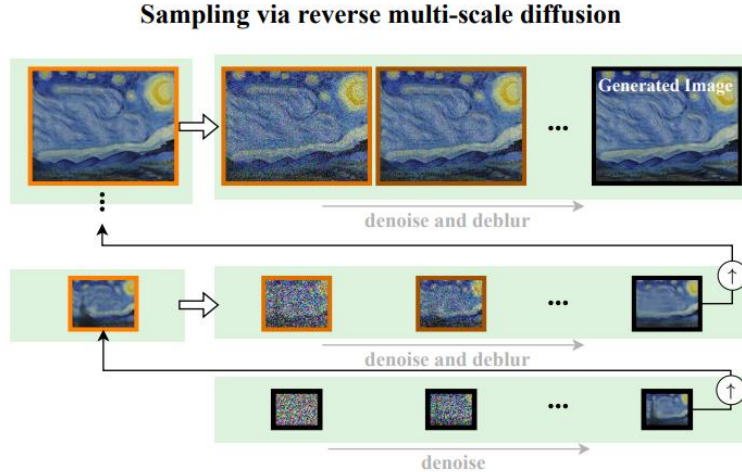 Sampling via reverse multi-scale diffusion
Generated Image
denoise and deblur
denoise and deblur
denoise